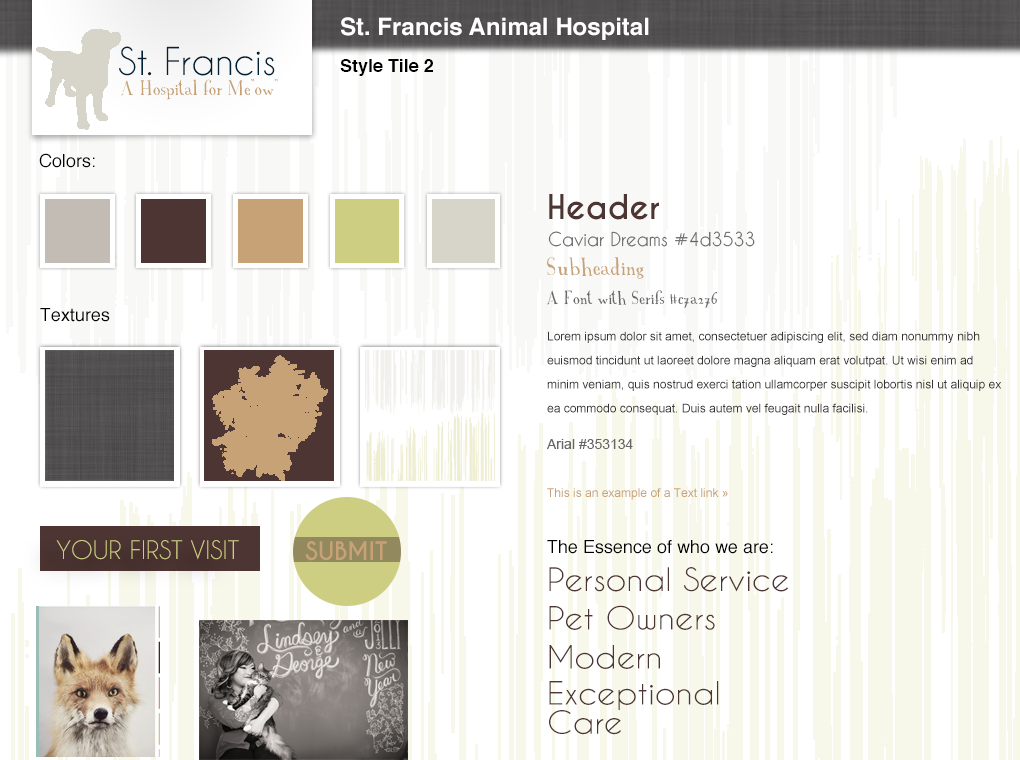 St. Francis Animal Hospital
St. Francis
A Hospital for Me"ow"
Style Tile 2
Colors:
Header
Caviar Dreams #4d3533
Subheading
A Font with Serifs #c7a276
Textures
Lorem ipsum dolor sit amet, consectetuer adipiscing elit, sed diam nonummy nibh
euismod tincidunt ut laoreet dolore magna aliquam erat volutpat. Ut wisi enim ad
minim veniam, quis nostrud exerci tation ullamcorper suscipit lobortis nisl ut aliquip ex
ea commodo consequat. Duis autem vel feugait nulla facilisi.
Arial #353134
This is an example of a Text link »
YOUR FIRST VISIT
SUBMIT
The Essence of who we are:
Personal Service
Pet Owners
Modern
Exceptional
Care
Lindsey and
George
New
Year